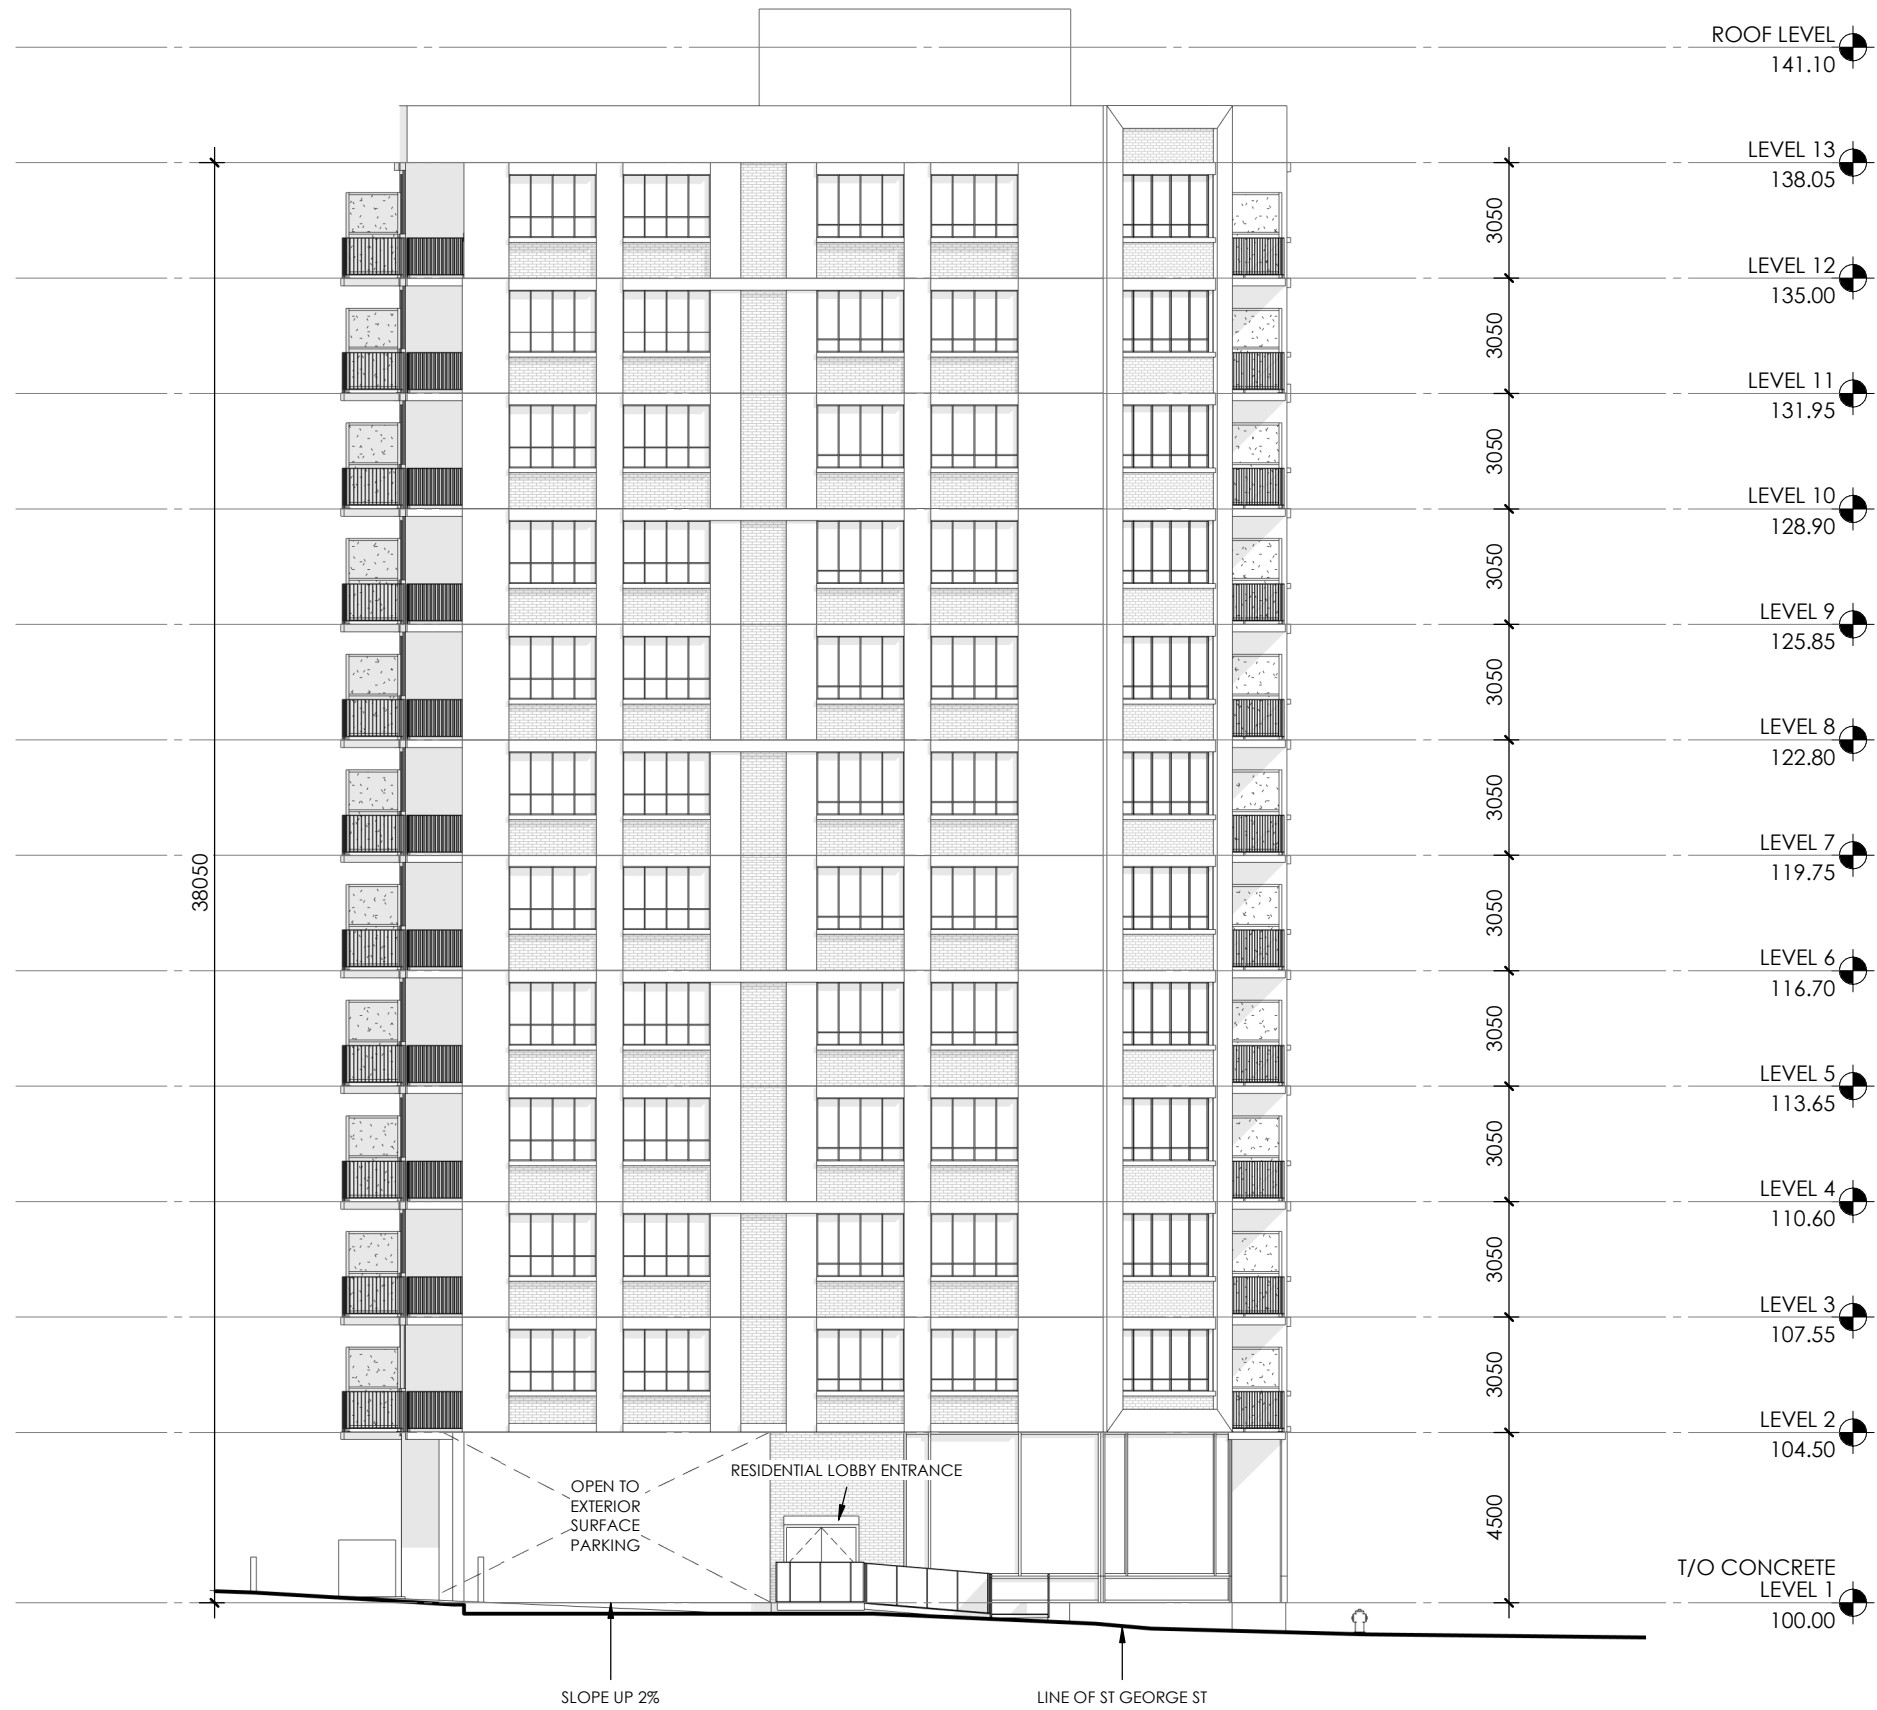 ROOF LEVEL
141.10
LEVEL 13
138.05
3050
LEVEL 12
135.00
3050
LEVEL 11
131.95
3050
LEVEL 10
128.90
3050
LEVEL 9
125.85
3050
LEVEL 8
122.80
3050
LEVEL 7
119.75
38050
3050
LEVEL 6
116.70
3050
LEVEL 5
113.65
3050
LEVEL 4
110.60
3050
LEVEL 3
107.55
3050
LEVEL 2
104.50
RESIDENTIAL LOBBY ENTRANCE
OPEN TO
EXTERIOR
SURFACE
PARKING
4500
T/O CONCRETE
LEVEL 1
100.00
SLOPE UP 2%
LINE OF ST GEORGE ST